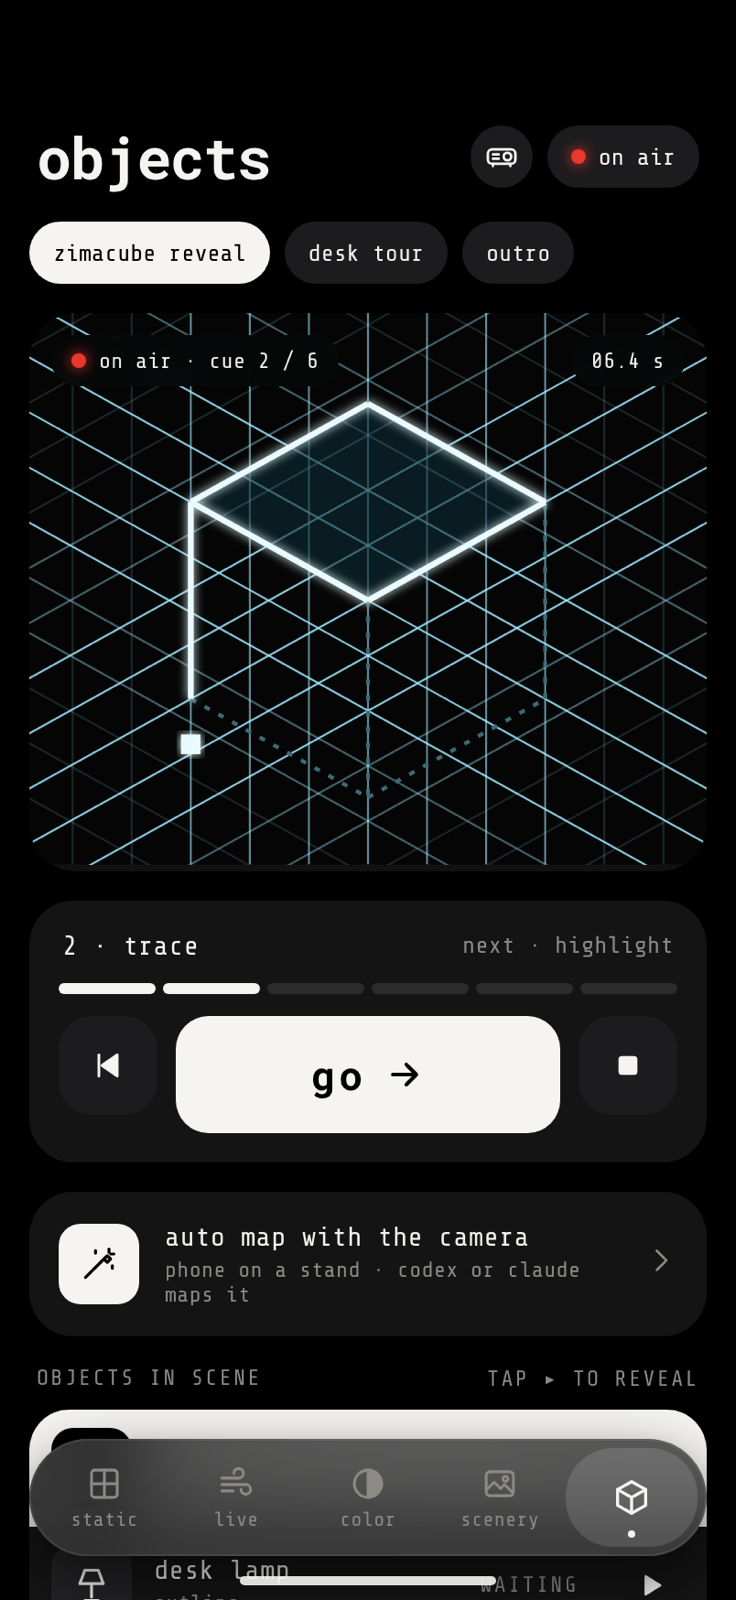 objects
on air
zimacube reveal
desk tour
outro
on air · cue 2 / 6
06.4 s
2 · trace
next · highlight
go →
auto map with the camera
phone on a stand · codex or claude
maps it
OBJECTS IN SCENE
TAP ▸ TO REVEAL
static
live
color
scenery
desk lamp
WAITING